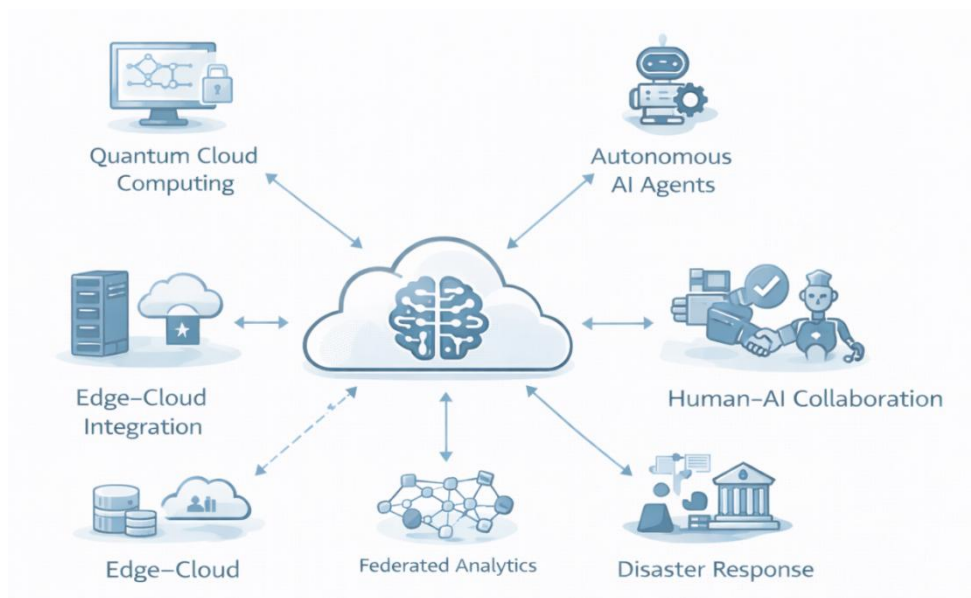 Quantum Cloud
Computing
Autonomous
AI Agents
Edge–Cloud
Integration
Human–AI Collaboration
Edge–Cloud
Federated Analytics
Disaster Response